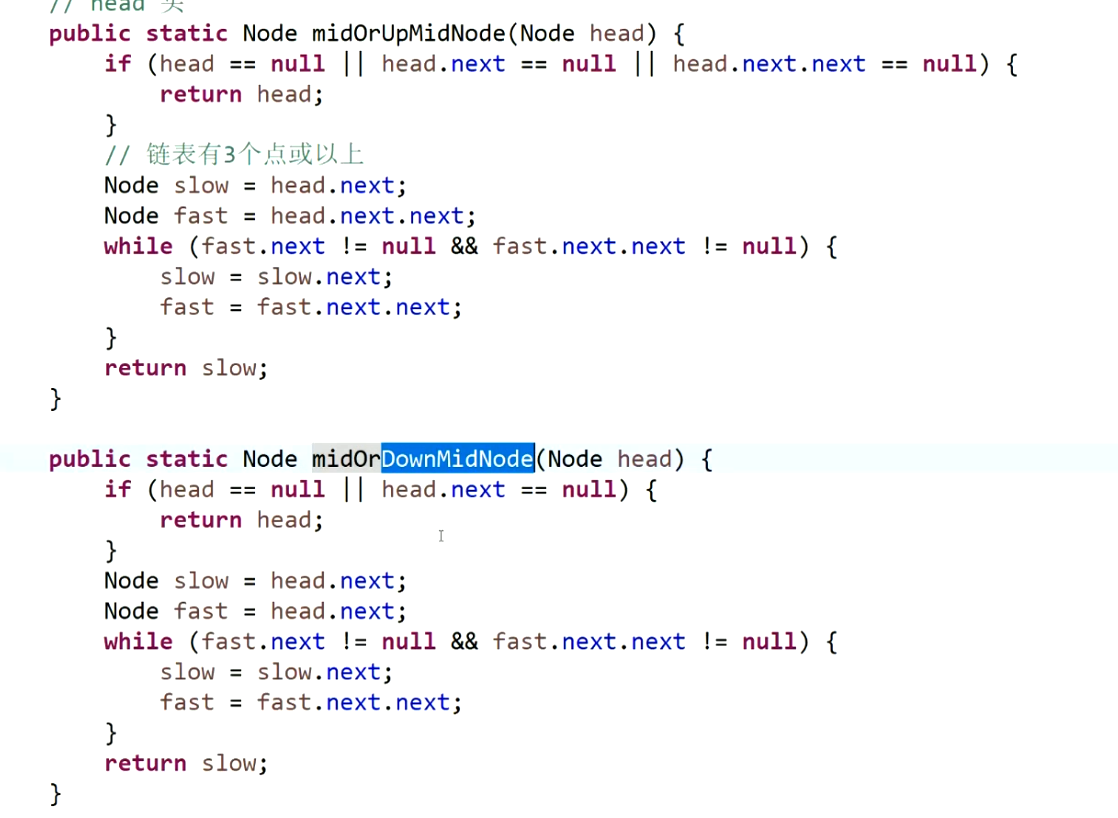 // head 头
public static Node midOrUpMidNode(Node head) {
if (head == null || head.next == null || head.next.next == null) {
return head;
}
// 链表有3个点或以上
Node slow = head.next;
Node fast = head.next.next;
while (fast.next != null && fast.next.next != null) {
slow = slow.next;
fast = fast.next.next;
}
return slow;
}
public static Node midOrDownMidNode(Node head) {
if (head == null || head.next == null) {
return head;
}
Node slow = head.next;
Node fast = head.next;
while (fast.next != null && fast.next.next != null) {
slow = slow.next;
fast = fast.next.next;
}
return slow;
}